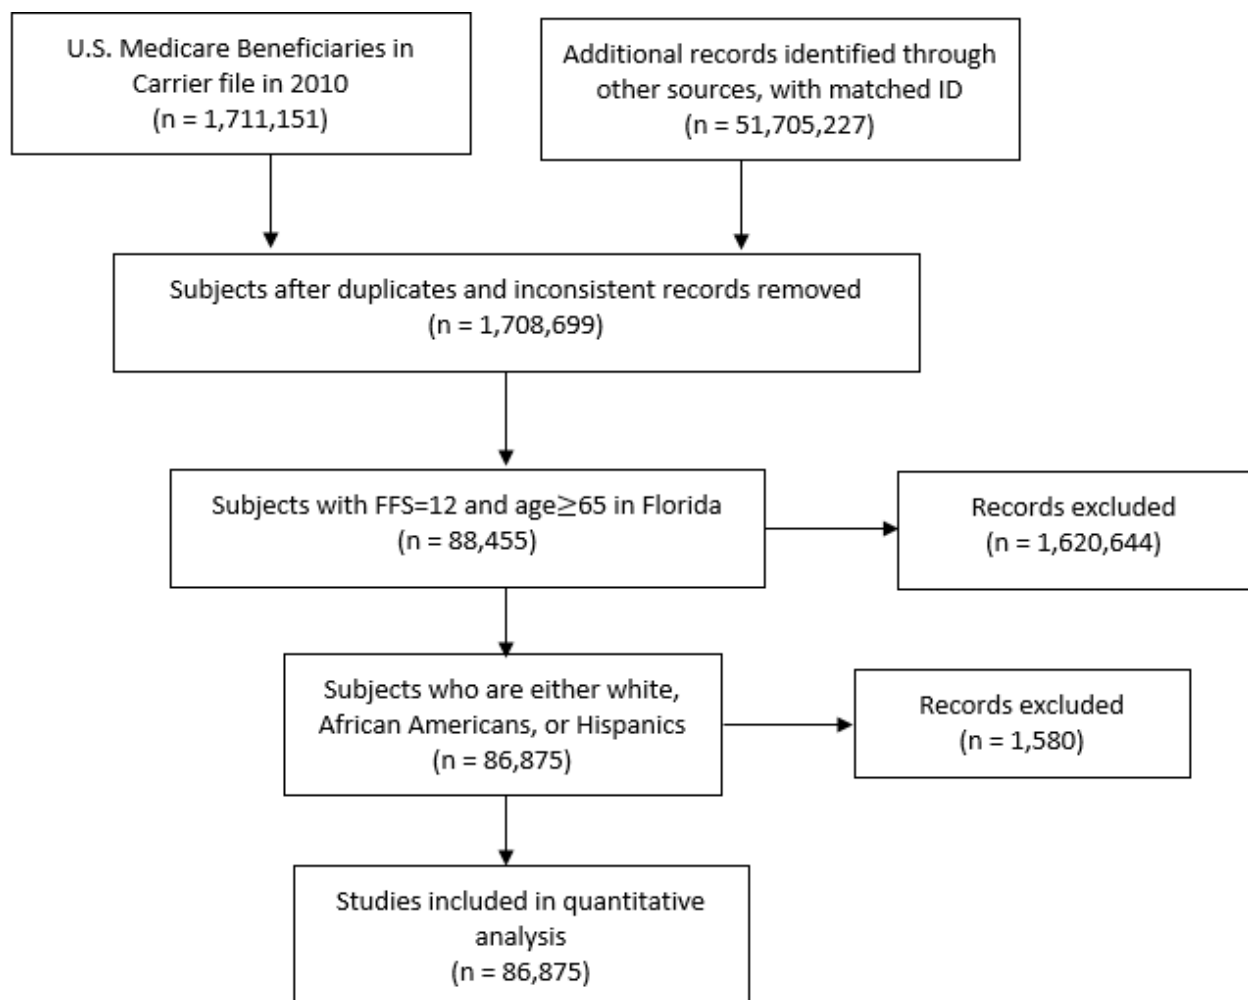 U.S. Medicare Beneficiaries in
Carrier file in 2010
(n = 1,711,151)
Additional records identified through
other sources, with matched ID
(n = 51,705,227)
Subjects after duplicates and inconsistent records removed
(n = 1,708,699)
Subjects with FFS=12 and age≥65 in Florida
(n = 88,455)
Records excluded
(n = 1,620,644)
Subjects who are either white,
African Americans, or Hispanics
(n = 86,875)
Records excluded
(n = 1,580)
Studies included in quantitative
analysis
(n = 86,875)